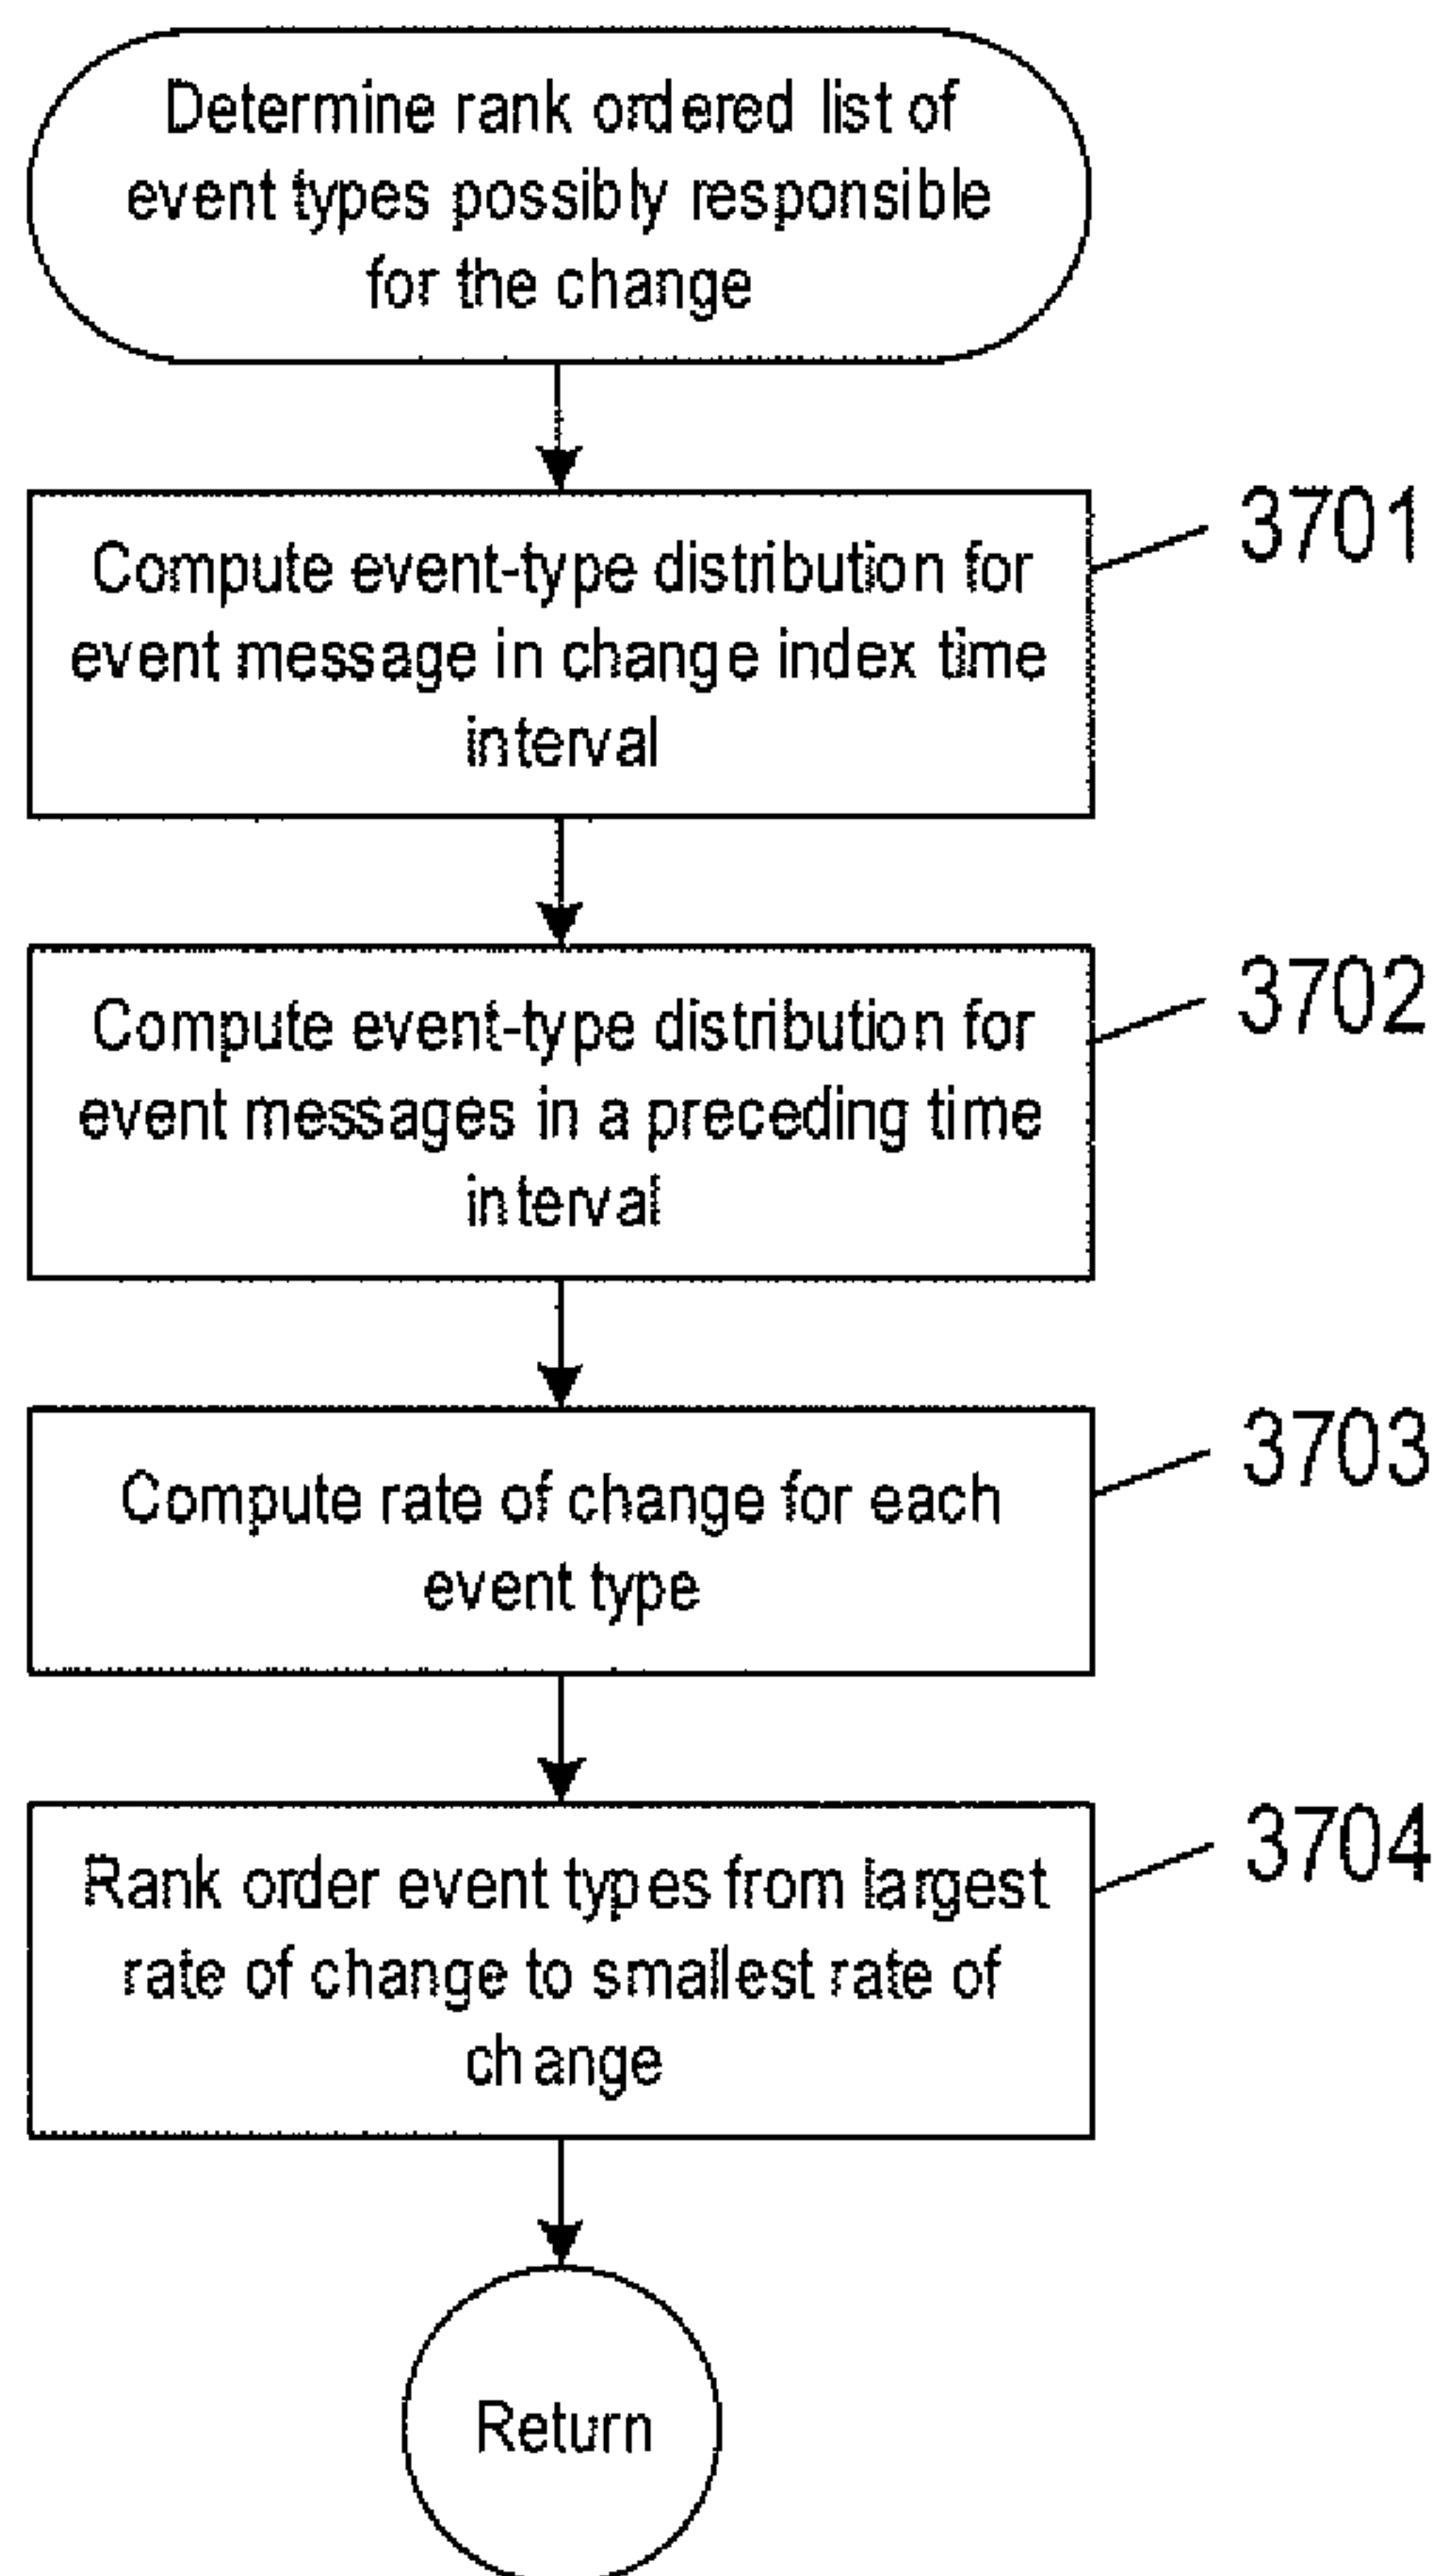 Determine rank ordered list of
event types possibly responsible
for the change
3701
Compute event-type distribution for
event message in change index time
interval
3702
Compute event-type distribution for
event messages in a preceding time
interval
3703
Compute rate of change for each
event type
3704
Rank order event types from largest
rate of change to smallest rate of
change
Return